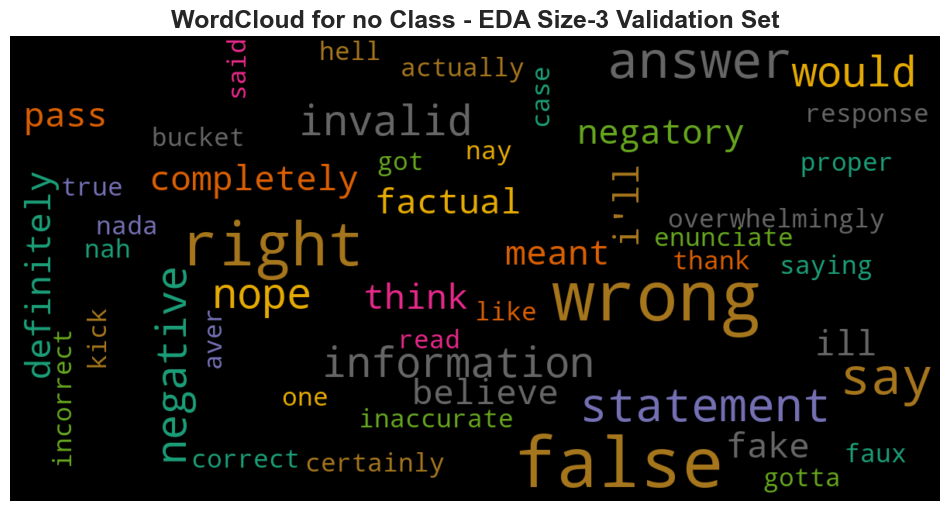 WordCloud for no Class - EDA Size-3 Validation Set
said
hell
actually
answer
would
case
pass
bucket
invalid
negatory
response
got
nay
proper
true
completely
factual
i'll
overwhelmingly
nada
nah
definitely
right
meant
enunciate
thank
saying
negative
nope
think
like
wrong
kick
aver
read
information
ill
incorrect
one
believe
say
inaccurate
statement
correct
certainly
false
fake
faux
gotta